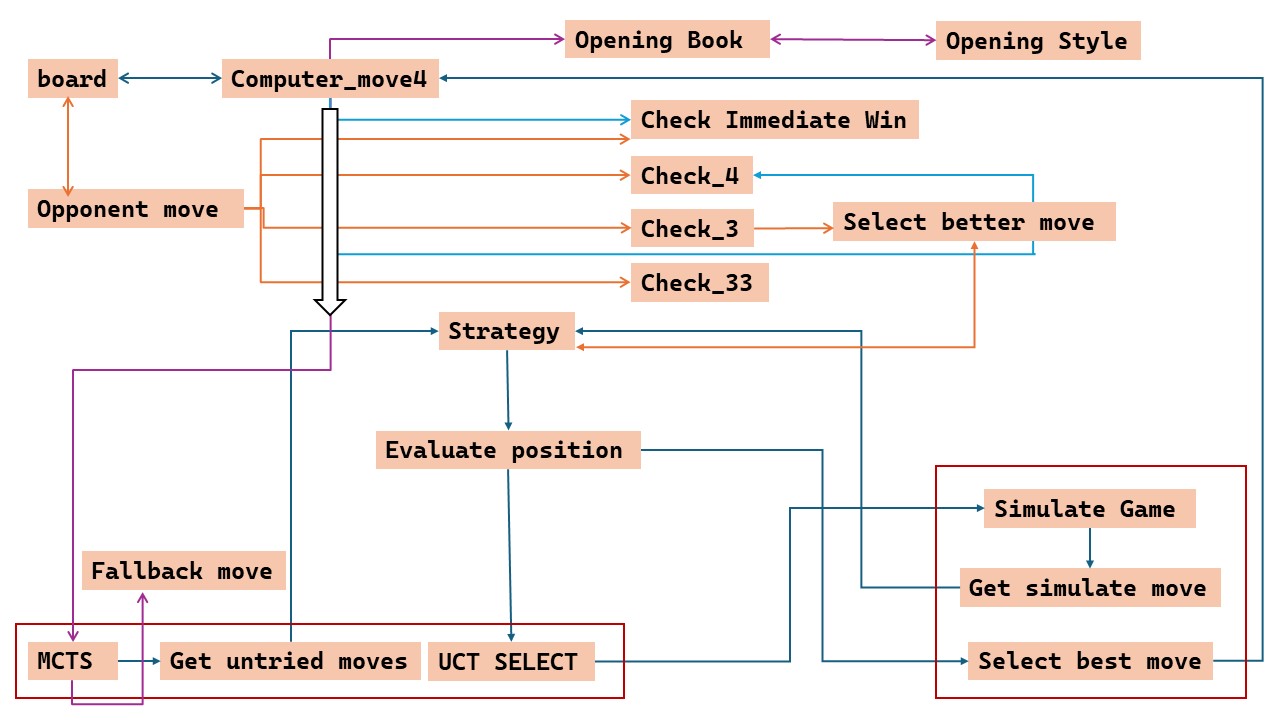 Opening Book
Opening Style
board
Computer_move4
Check Immediate Win
Check_4
Opponent move
Check_3
Select better move
Check_33
Strategy
Evaluate position
Simulate Game
Fallback move
Get simulate move
MCTS
Get untried moves
UCT SELECT
Select best move